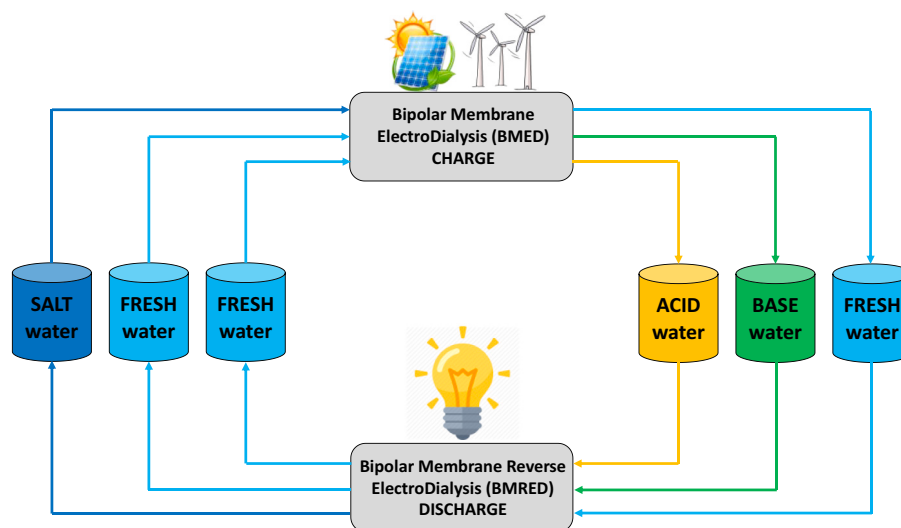 Bipolar Membrane
ElectroDialysis (BMED)
CHARGE
SALT
water
FRESH
water
FRESH
water
ACID
water
BASE
water
FRESH
water
Bipolar Membrane Reverse
ElectroDialysis (BMRED)
DISCHARGE